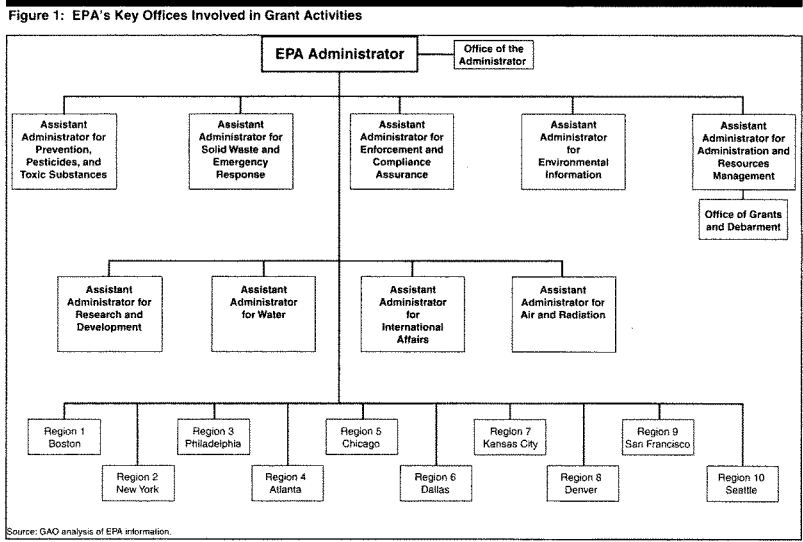 Figure 1: EPA's Key Offices Involved in Grant Activities
EPA Administrator
Office of the
Administrator
Assistant
Administrator for
Prevention,
Pesticides, and
Toxic Substances
Assistant
Administrator for
Solid Waste and
Emergency
Response
Assistant
Administrator for
Enforcement and
Compliance
Assurance
Assistant
Administrator
for
Environmental
Information
Assistant
Administrator for
Administration and
Resources
Management
Office of Grants
and Debarment
Assistant
Administrator for
Research and
Development
Assistant
Administrator
for Water
Assistant
Administrator
for
International
Affairs
Assistant
Administrator for
Air and Radiation
Region 1
Boston
Region 2
New York
Region 3
Philadelphia
Region 4
Atlanta
Region 5
Chicago
Region 6
Dallas
Region 7
Kansas City
Region 8
Denver
Region 9
San Francisco
Region 10
Seattle
Source: GAO analysis of EPA information.